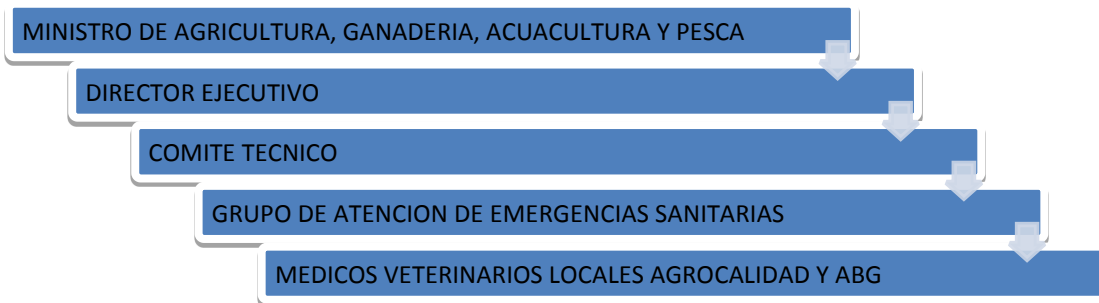 MINISTRO DE AGRICULTURA, GANADERIA, ACUACULTURA Y PESCA
DIRECTOR EJECUTIVO
COMITE TECNICO
GRUPO DE ATENCION DE EMERGENCIAS SANITARIAS
MEDICOS VETERINARIOS LOCALES AGROCALIDAD Y ABG